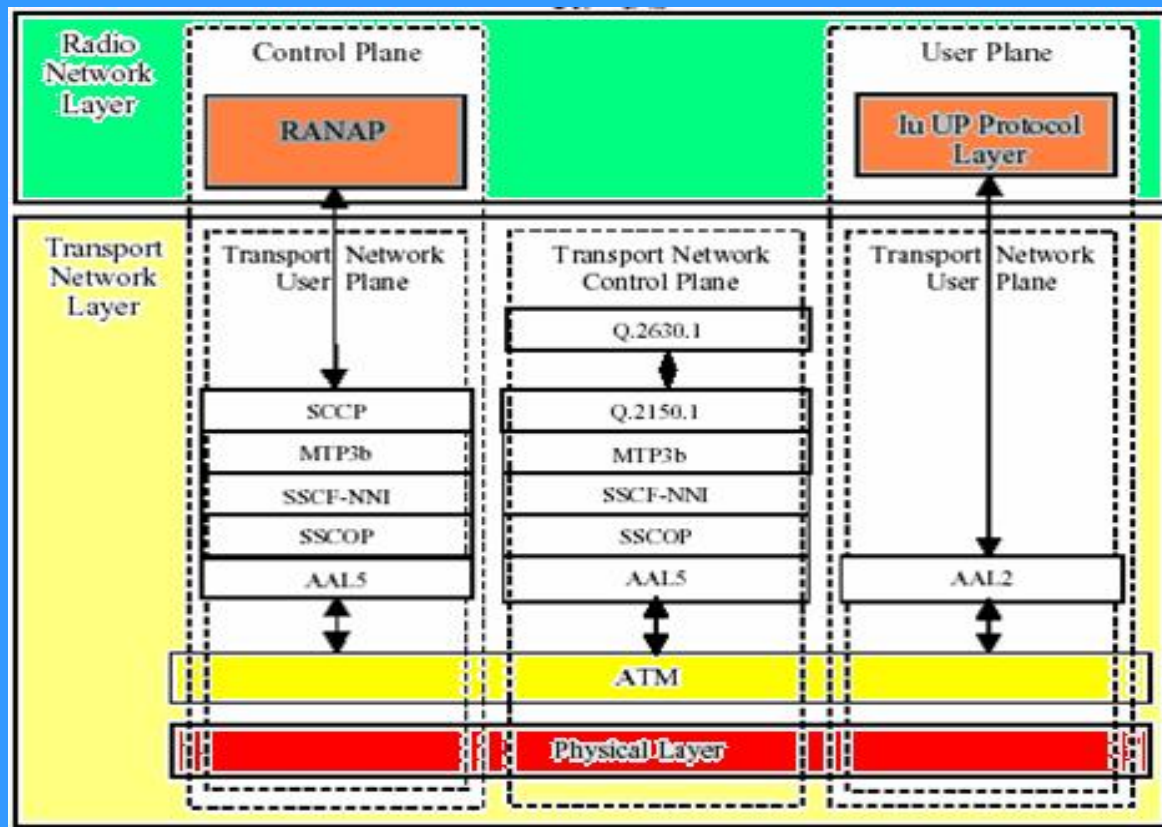 Radio
Network
Layer
Control Plane
User Plane
RANAP
Iu UP Protocol
Layer
Transport
Network
Layer
Transport Network
User Plane
Transport Network
Control Plane
Transport Network
User Plane
Q.2630.1
SCCP
Q.2150.1
MTP3b
MTP3b
SSCF-NNI
SSCF-NNI
SSCOP
SSCOP
AAL5
AAL5
AAL2
ATM
Physical Layer